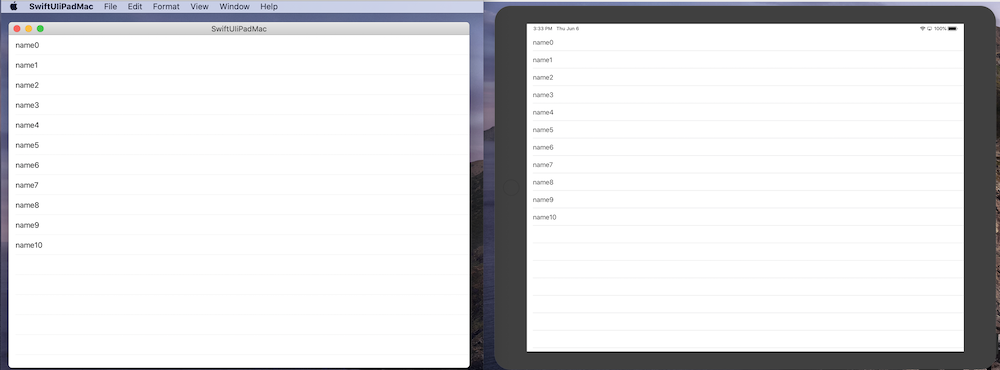 SwiftUIiPadMac File Edit Format View Window Help
SwiftUIiPadMac
name0
name1
name2
name3
name4
name5
name6
name7
name8
name9
name10
3:33 PM Thu Jun 6 100%
name0
name1
name2
name3
name4
name5
name6
name7
name8
name9
name10